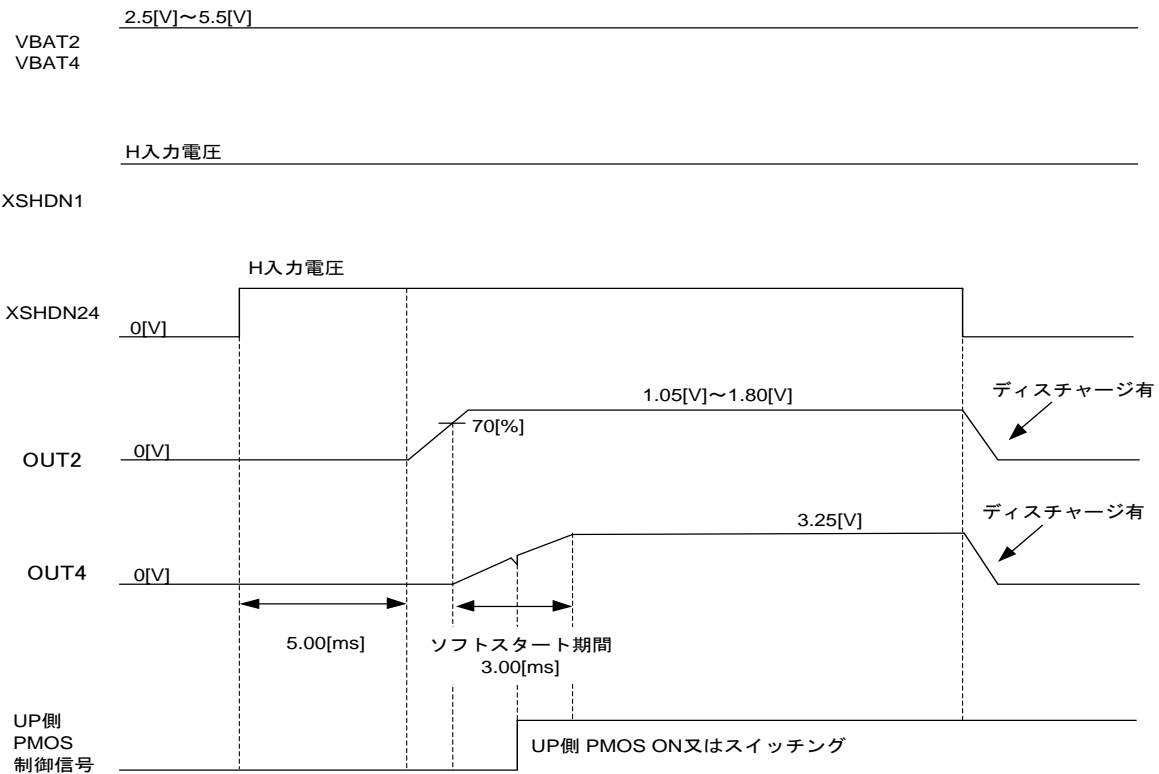 2.5[V]～5.5[V]
VBAT2
VBAT4
H入力電圧
XSHDN1
H入力電圧
XSHDN24
0[V]
1.05[V]～1.80[V]
ディスチャージ有
70[%]
OUT2
0[V]
3.25[V]
ディスチャージ有
OUT4
0[V]
5.00[ms]
ソフトスタート期間
3.00[ms]
UP側
PMOS
制御信号
UP側 PMOS ON又はスイッチング